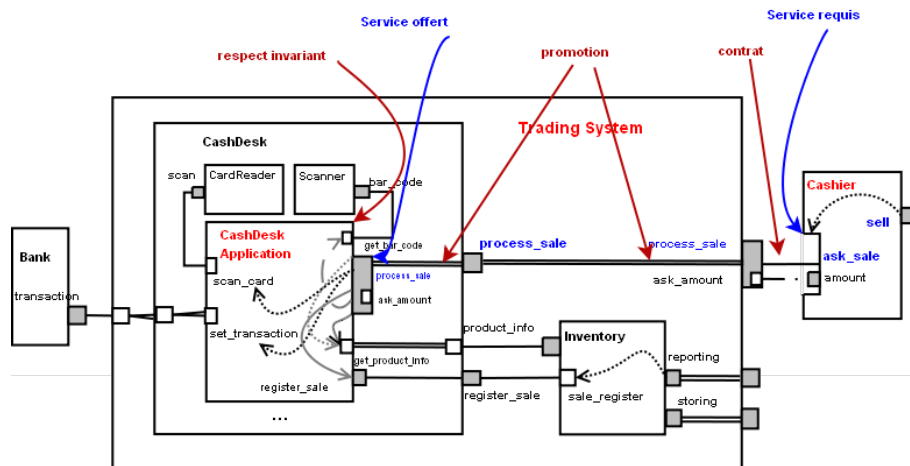 Service offert
Service requis
respect invariant
promotion
contrat
Trading System
CashDesk
scan
CardReader
Scanner
bar_code
Cashier
CashDesk
Application
get_bar_code
process_sale
process_sale
sell
Bank
scan_card
process_sale
ask_sale
transaction
ask_amount
ask_amount
amount
set_transaction
product_info
Inventory
get_product_info
reporting
register_sale
register_sale
sale_register
storing
...